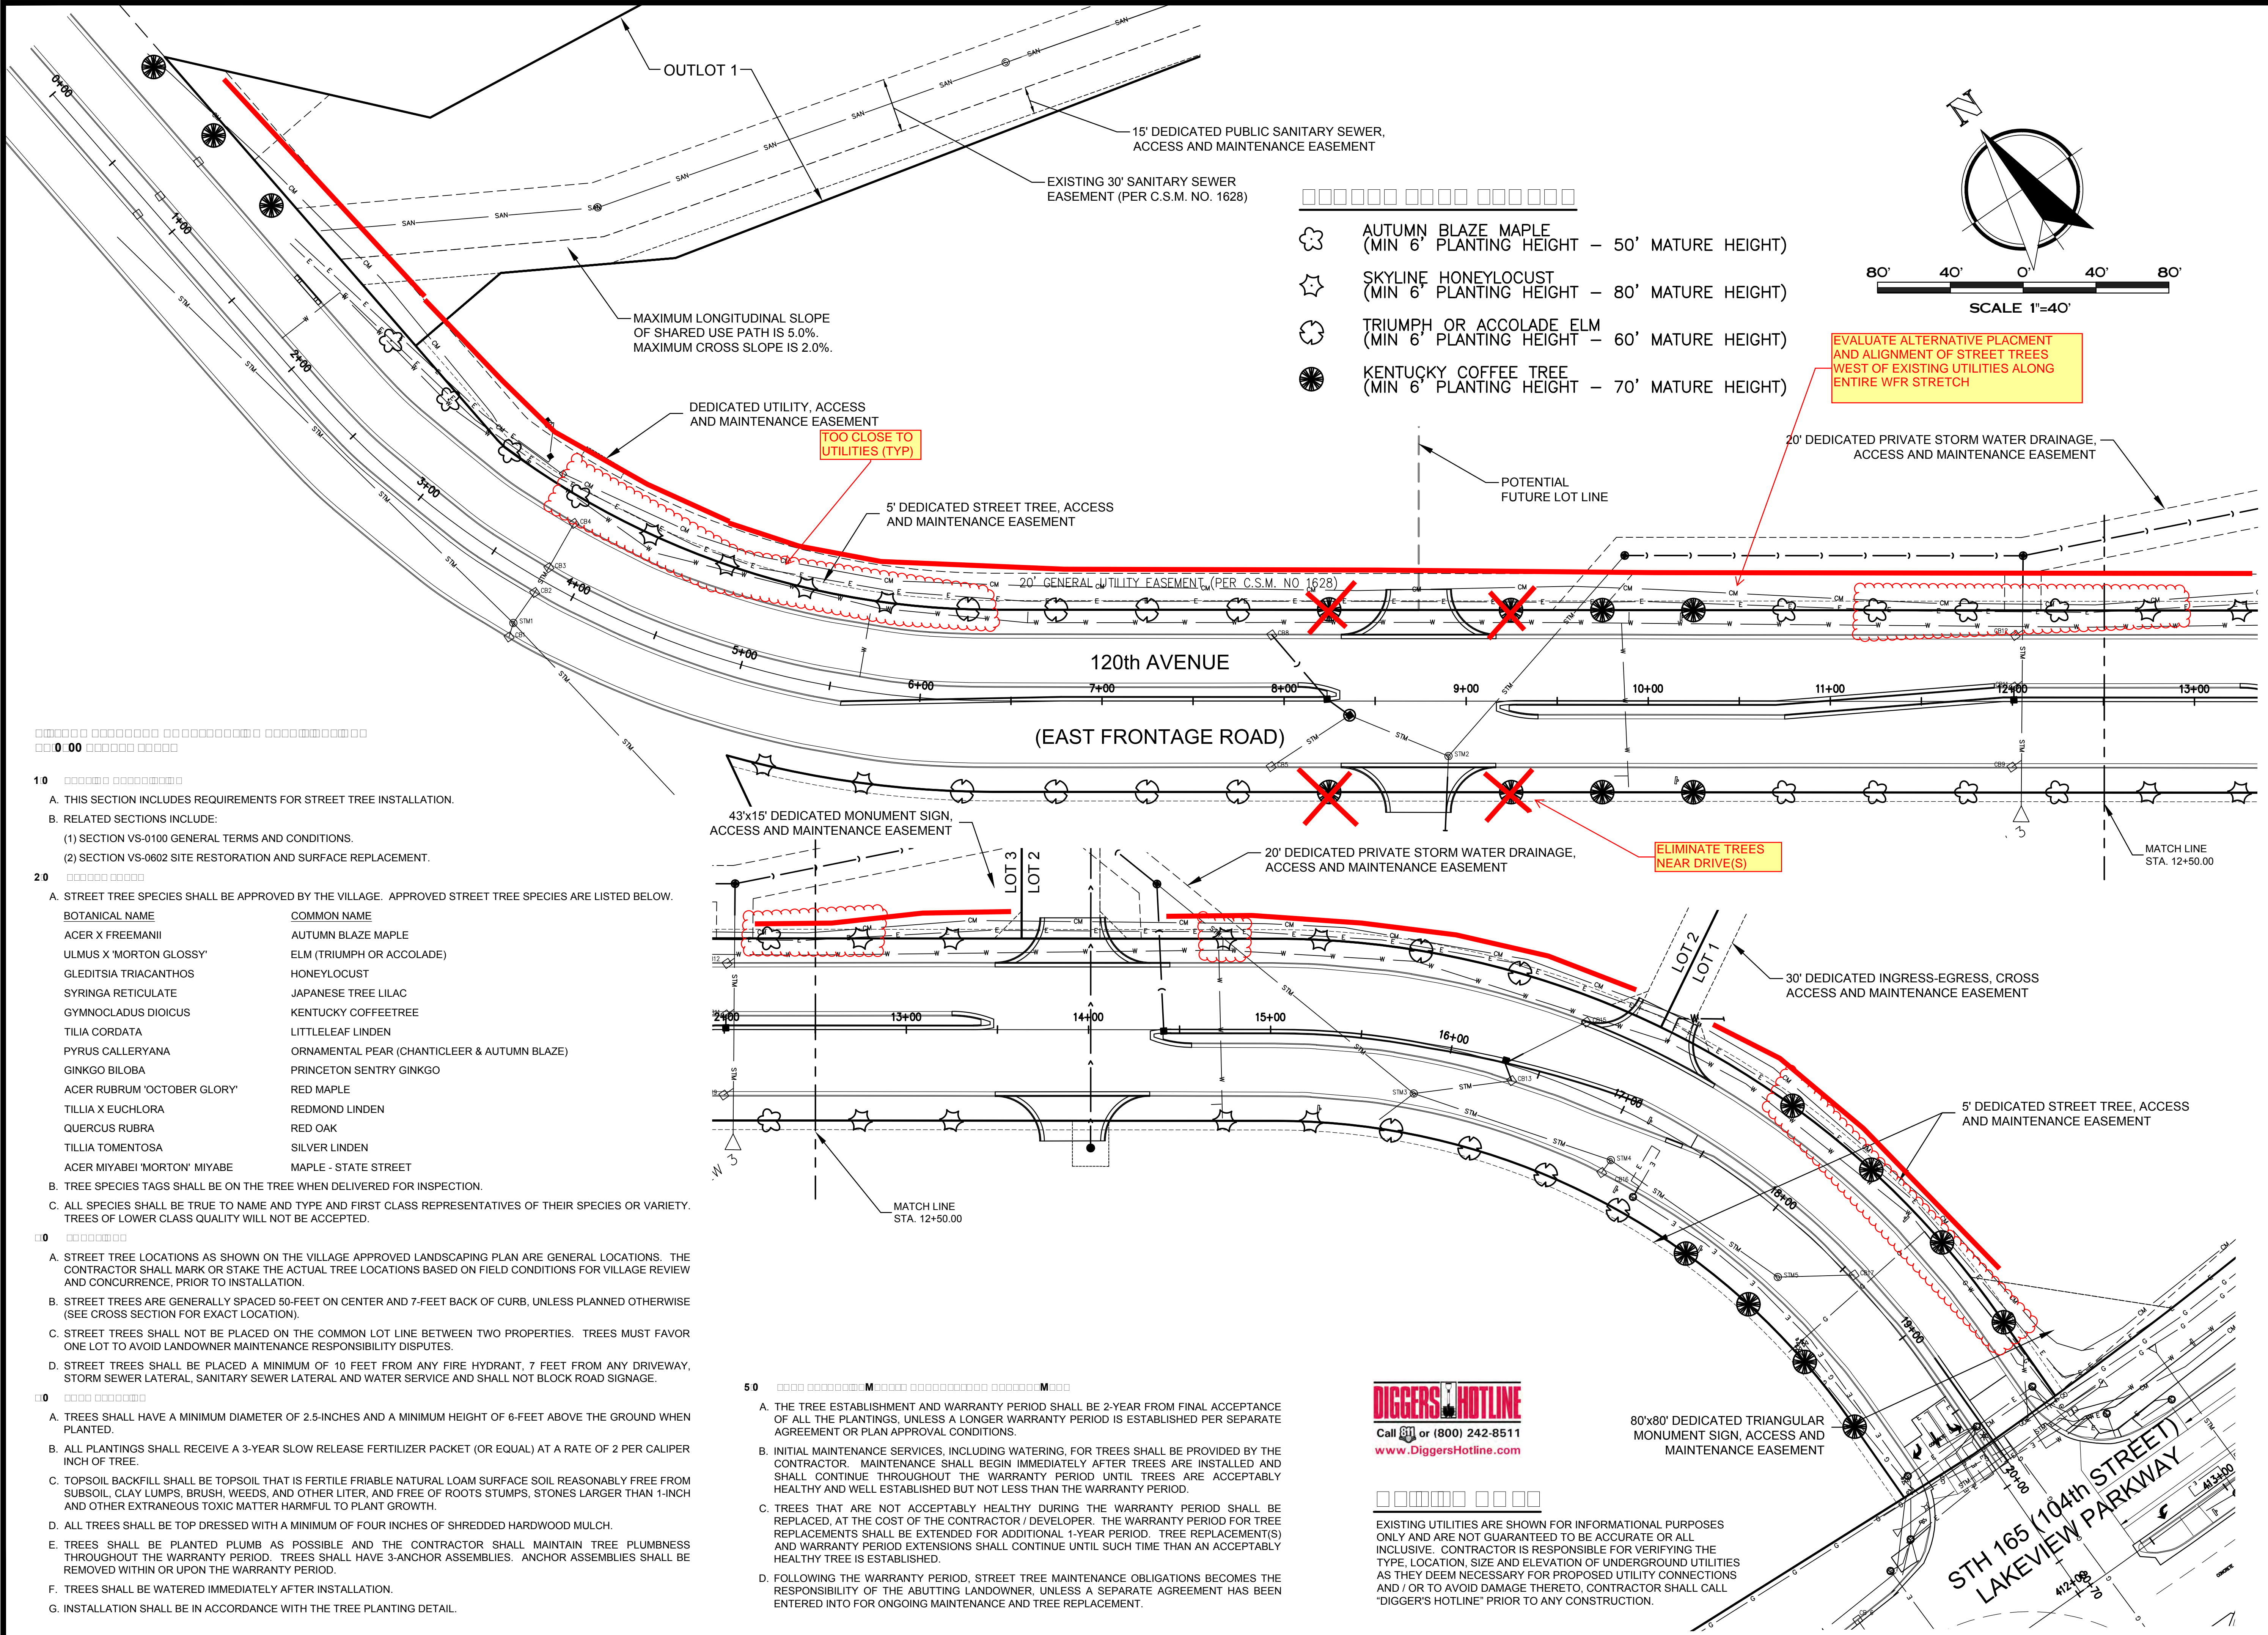 OUTLOT 1
15' DEDICATED PUBLIC SANITARY SEWER,
ACCESS AND MAINTENANCE EASEMENT
EXISTING 30' SANITARY SEWER
EASEMENT (PER C.S.M. NO. 1628)
MAXIMUM LONGITUDINAL SLOPE
OF SHARED USE PATH IS 5.0%.
MAXIMUM CROSS SLOPE IS 2.0%.
DEDICATED UTILITY, ACCESS
AND MAINTENANCE EASEMENT
TOO CLOSE TO
UTILITIES (TYP)
5' DEDICATED STREET TREE, ACCESS
AND MAINTENANCE EASEMENT
AUTUMN BLAZE MAPLE
(MIN 6' PLANTING HEIGHT – 50' MATURE HEIGHT)
SKYLINE HONEYLOCUST
(MIN 6' PLANTING HEIGHT – 80' MATURE HEIGHT)
TRIUMPH OR ACCOLADE ELM
(MIN 6' PLANTING HEIGHT – 60' MATURE HEIGHT)
KENTUCKY COFFEE TREE
(MIN 6' PLANTING HEIGHT – 70' MATURE HEIGHT)
N
80' 40' 0' 40' 80'
SCALE 1"=40'
EVALUATE ALTERNATIVE PLACMENT
AND ALIGNMENT OF STREET TREES
WEST OF EXISTING UTILITIES ALONG
ENTIRE WFR STRETCH
20' DEDICATED PRIVATE STORM WATER DRAINAGE,
ACCESS AND MAINTENANCE EASEMENT
POTENTIAL
FUTURE LOT LINE
20' GENERAL UTILITY EASEMENT (PER C.S.M. NO 1628)
0+00
1+00
2+00
3+00
4+00
5+00
6+00 7+00 8+00 9+00 10+00 11+00 12+00 13+00
CB4
CB3
CB2
STM1
CB1
CB8
CB5
STM2
CB12
CB9
120th AVENUE
(EAST FRONTAGE ROAD)
ELIMINATE TREES
NEAR DRIVE(S)
MATCH LINE
STA. 12+50.00
43'x15' DEDICATED MONUMENT SIGN,
ACCESS AND MAINTENANCE EASEMENT
LOT 3
LOT 2
20' DEDICATED PRIVATE STORM WATER DRAINAGE,
ACCESS AND MAINTENANCE EASEMENT
LOT 2
LOT 1
30' DEDICATED INGRESS-EGRESS, CROSS
ACCESS AND MAINTENANCE EASEMENT
13+00 14+00 15+00 16+00
17+00
18+00
19+00
20+00
CB15
CB13
STM3
STM4
CB16
STM5
CB17
5' DEDICATED STREET TREE, ACCESS
AND MAINTENANCE EASEMENT
MATCH LINE
STA. 12+50.00
80'x80' DEDICATED TRIANGULAR
MONUMENT SIGN, ACCESS AND
MAINTENANCE EASEMENT
STH 165 (104th STREET)
LAKEVIEW PARKWAY
412+00
413+00
A. THIS SECTION INCLUDES REQUIREMENTS FOR STREET TREE INSTALLATION.
B. RELATED SECTIONS INCLUDE:
(1) SECTION VS-0100 GENERAL TERMS AND CONDITIONS.
(2) SECTION VS-0602 SITE RESTORATION AND SURFACE REPLACEMENT.
A. STREET TREE SPECIES SHALL BE APPROVED BY THE VILLAGE. APPROVED STREET TREE SPECIES ARE LISTED BELOW.
BOTANICAL NAME COMMON NAME
ACER X FREEMANII AUTUMN BLAZE MAPLE
ULMUS X 'MORTON GLOSSY' ELM (TRIUMPH OR ACCOLADE)
GLEDITSIA TRIACANTHOS HONEYLOCUST
SYRINGA RETICULATE JAPANESE TREE LILAC
GYMNOCLADUS DIOICUS KENTUCKY COFFEETREE
TILIA CORDATA LITTLELEAF LINDEN
PYRUS CALLERYANA ORNAMENTAL PEAR (CHANTICLEER & AUTUMN BLAZE)
GINKGO BILOBA PRINCETON SENTRY GINKGO
ACER RUBRUM 'OCTOBER GLORY' RED MAPLE
TILLIA X EUCHLORA REDMOND LINDEN
QUERCUS RUBRA RED OAK
TILLIA TOMENTOSA SILVER LINDEN
ACER MIYABEI 'MORTON' MIYABE MAPLE - STATE STREET
B. TREE SPECIES TAGS SHALL BE ON THE TREE WHEN DELIVERED FOR INSPECTION.
C. ALL SPECIES SHALL BE TRUE TO NAME AND TYPE AND FIRST CLASS REPRESENTATIVES OF THEIR SPECIES OR VARIETY.
TREES OF LOWER CLASS QUALITY WILL NOT BE ACCEPTED.
A. STREET TREE LOCATIONS AS SHOWN ON THE VILLAGE APPROVED LANDSCAPING PLAN ARE GENERAL LOCATIONS. THE
CONTRACTOR SHALL MARK OR STAKE THE ACTUAL TREE LOCATIONS BASED ON FIELD CONDITIONS FOR VILLAGE REVIEW
AND CONCURRENCE, PRIOR TO INSTALLATION.
B. STREET TREES ARE GENERALLY SPACED 50-FEET ON CENTER AND 7-FEET BACK OF CURB, UNLESS PLANNED OTHERWISE
(SEE CROSS SECTION FOR EXACT LOCATION).
C. STREET TREES SHALL NOT BE PLACED ON THE COMMON LOT LINE BETWEEN TWO PROPERTIES. TREES MUST FAVOR
ONE LOT TO AVOID LANDOWNER MAINTENANCE RESPONSIBILITY DISPUTES.
D. STREET TREES SHALL BE PLACED A MINIMUM OF 10 FEET FROM ANY FIRE HYDRANT, 7 FEET FROM ANY DRIVEWAY,
STORM SEWER LATERAL, SANITARY SEWER LATERAL AND WATER SERVICE AND SHALL NOT BLOCK ROAD SIGNAGE.
A. TREES SHALL HAVE A MINIMUM DIAMETER OF 2.5-INCHES AND A MINIMUM HEIGHT OF 6-FEET ABOVE THE GROUND WHEN
PLANTED.
B. ALL PLANTINGS SHALL RECEIVE A 3-YEAR SLOW RELEASE FERTILIZER PACKET (OR EQUAL) AT A RATE OF 2 PER CALIPER
INCH OF TREE.
C. TOPSOIL BACKFILL SHALL BE TOPSOIL THAT IS FERTILE FRIABLE NATURAL LOAM SURFACE SOIL REASONABLY FREE FROM
SUBSOIL, CLAY LUMPS, BRUSH, WEEDS, AND OTHER LITER, AND FREE OF ROOTS STUMPS, STONES LARGER THAN 1-INCH
AND OTHER EXTRANEOUS TOXIC MATTER HARMFUL TO PLANT GROWTH.
D. ALL TREES SHALL BE TOP DRESSED WITH A MINIMUM OF FOUR INCHES OF SHREDDED HARDWOOD MULCH.
E. TREES SHALL BE PLANTED PLUMB AS POSSIBLE AND THE CONTRACTOR SHALL MAINTAIN TREE PLUMBNESS
THROUGHOUT THE WARRANTY PERIOD. TREES SHALL HAVE 3-ANCHOR ASSEMBLIES. ANCHOR ASSEMBLIES SHALL BE
REMOVED WITHIN OR UPON THE WARRANTY PERIOD.
F. TREES SHALL BE WATERED IMMEDIATELY AFTER INSTALLATION.
G. INSTALLATION SHALL BE IN ACCORDANCE WITH THE TREE PLANTING DETAIL.
A. THE TREE ESTABLISHMENT AND WARRANTY PERIOD SHALL BE 2-YEAR FROM FINAL ACCEPTANCE
OF ALL THE PLANTINGS, UNLESS A LONGER WARRANTY PERIOD IS ESTABLISHED PER SEPARATE
AGREEMENT OR PLAN APPROVAL CONDITIONS.
B. INITIAL MAINTENANCE SERVICES, INCLUDING WATERING, FOR TREES SHALL BE PROVIDED BY THE
CONTRACTOR. MAINTENANCE SHALL BEGIN IMMEDIATELY AFTER TREES ARE INSTALLED AND
SHALL CONTINUE THROUGHOUT THE WARRANTY PERIOD UNTIL TREES ARE ACCEPTABLY
HEALTHY AND WELL ESTABLISHED BUT NOT LESS THAN THE WARRANTY PERIOD.
C. TREES THAT ARE NOT ACCEPTABLY HEALTHY DURING THE WARRANTY PERIOD SHALL BE
REPLACED, AT THE COST OF THE CONTRACTOR / DEVELOPER. THE WARRANTY PERIOD FOR TREE
REPLACEMENTS SHALL BE EXTENDED FOR ADDITIONAL 1-YEAR PERIOD. TREE REPLACEMENT(S)
AND WARRANTY PERIOD EXTENSIONS SHALL CONTINUE UNTIL SUCH TIME THAN AN ACCEPTABLY
HEALTHY TREE IS ESTABLISHED.
D. FOLLOWING THE WARRANTY PERIOD, STREET TREE MAINTENANCE OBLIGATIONS BECOMES THE
RESPONSIBILITY OF THE ABUTTING LANDOWNER, UNLESS A SEPARATE AGREEMENT HAS BEEN
ENTERED INTO FOR ONGOING MAINTENANCE AND TREE REPLACEMENT.
DIGGERS HOTLINE
Call 811 or (800) 242-8511
www.DiggersHotline.com
EXISTING UTILITIES ARE SHOWN FOR INFORMATIONAL PURPOSES
ONLY AND ARE NOT GUARANTEED TO BE ACCURATE OR ALL
INCLUSIVE. CONTRACTOR IS RESPONSIBLE FOR VERIFYING THE
TYPE, LOCATION, SIZE AND ELEVATION OF UNDERGROUND UTILITIES
AS THEY DEEM NECESSARY FOR PROPOSED UTILITY CONNECTIONS
AND / OR TO AVOID DAMAGE THERETO, CONTRACTOR SHALL CALL
"DIGGER'S HOTLINE" PRIOR TO ANY CONSTRUCTION.